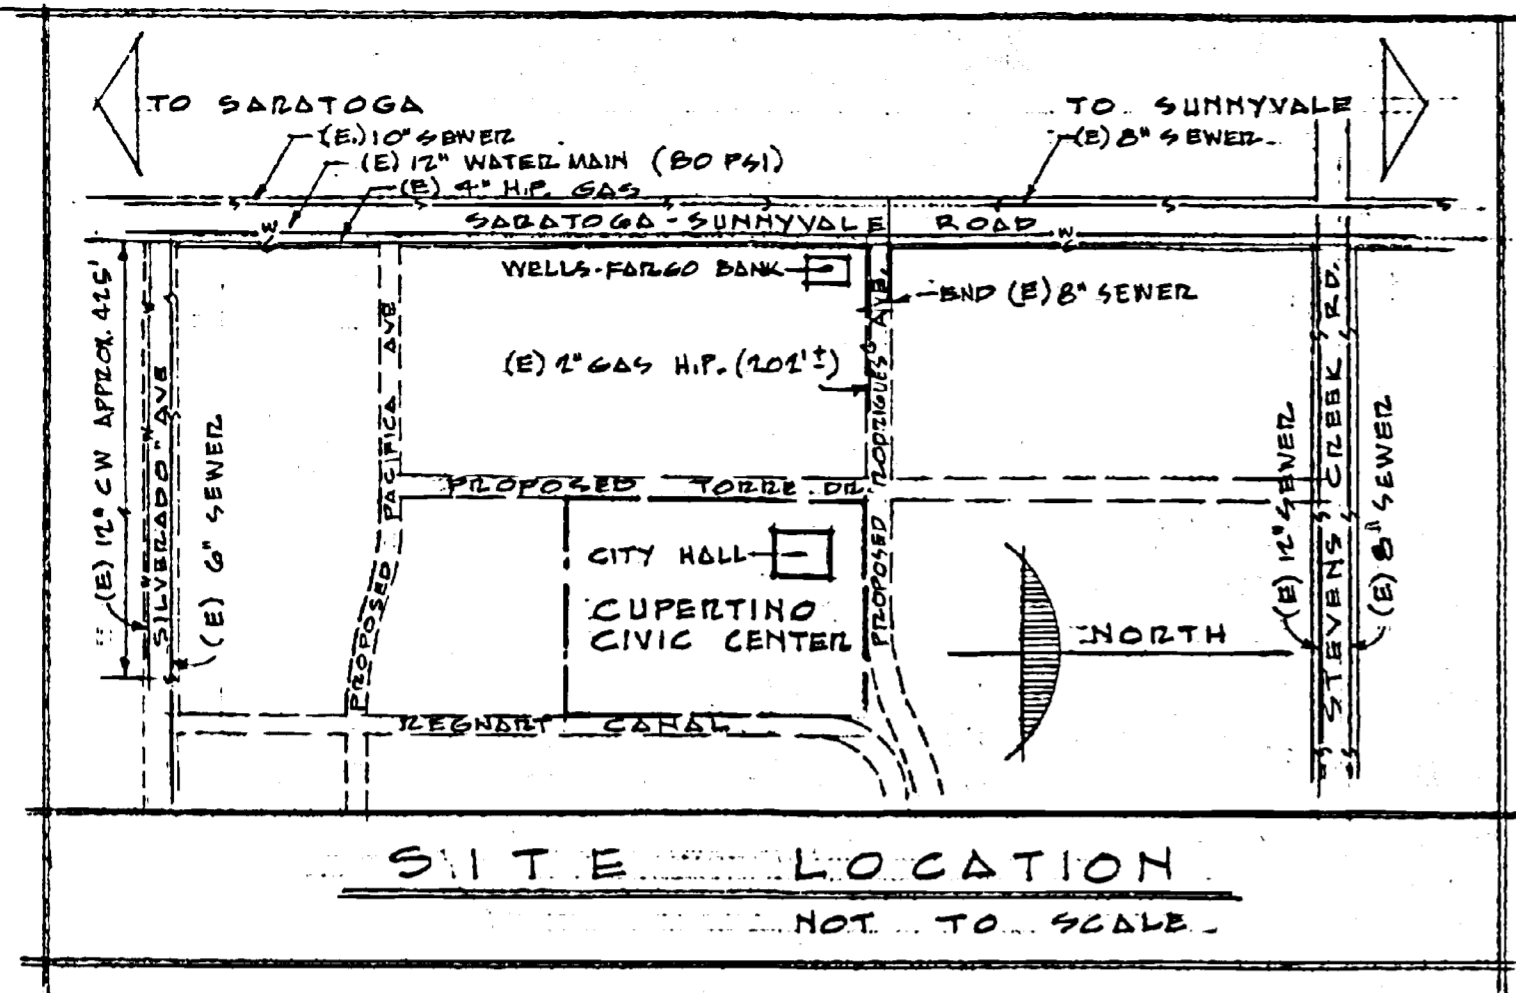 TO SARATOGA
TO SUNNYVALE
(E.) 10" SEWER
(E) 8" SEWER
(E) 12" WATER MAIN (80 PSI)
(E) 4" H.P. GAS
SARATOGA-SUNNYVALE ROAD
W
W
WELLS-FARGO BANK
END (E) 8" SEWER
(E) 2" GAS H.P. (202'±)
(E) 12" CW APPROX. 425'
SILVERADO" AVE
(E) 6" SEWER
PROPOSED PACIFICA AVE
PROPOSED TORRE DR.
PROPOSED RODRIGUES AVE.
CITY HALL
CUPERTINO
CIVIC CENTER
NORTH
(E) 12" SEWER
STEVENS CREEK RD.
(E) 8" SEWER
REGNART CANAL
SITE LOCATION
NOT TO SCALE